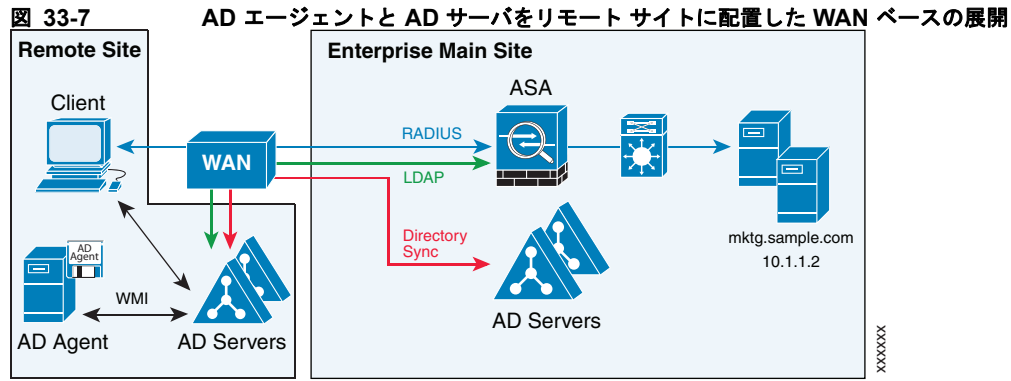 図 33-7 AD エージェントと AD サーバをリモート サイトに配置した WAN ベースの展開
Remote Site
Enterprise Main Site
Client
ASA
RADIUS
WAN
LDAP
Directory
Sync
mktg.sample.com
10.1.1.2
AD
Agent
WMI
AD Servers
AD Agent
AD Servers
xxxxxx